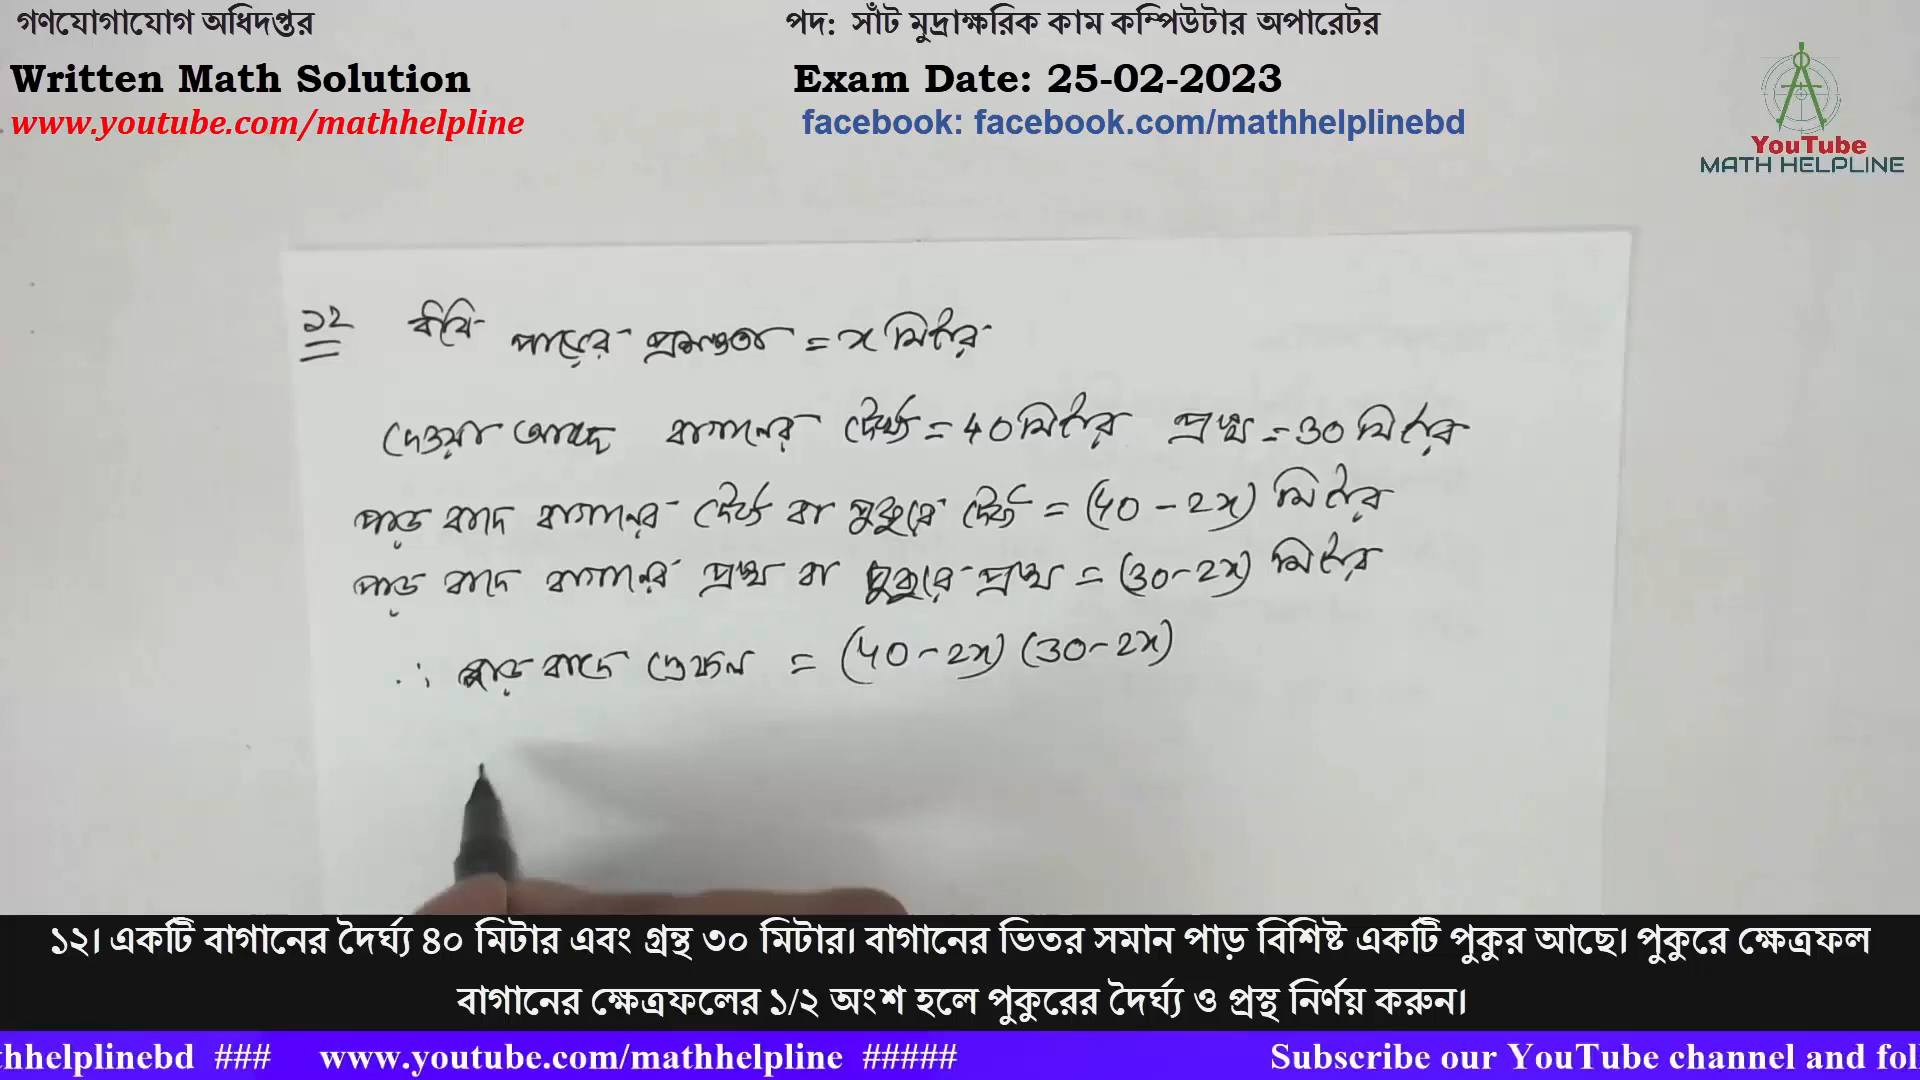 গণযোগাযোগ অধিদপ্তর
পদ: সাঁট মুদ্রাক্ষরিক কাম কম্পিউটার অপারেটর
Written Math Solution
Exam Date: 25-02-2023
www.youtube.com/mathhelpline
facebook: facebook.com/mathhelplinebd
YouTube
MATH HELPLINE
১২ ধরি পাড়ের প্রশস্ততা = x মিটার
দেওয়া আছে বাগানের দৈর্ঘ্য = 40 মিটার প্রস্থ = 30 মিটার
পাড় বাদে বাগানের দৈর্ঘ্য বা পুকুরের দৈর্ঘ্য = (40 - 2x) মিটার
পাড় বাদে বাগানের প্রস্থ বা পুকুরের প্রস্থ = (30-2x) মিটার
∴ পাড় বাদে ক্ষেত্রফল = (40-2x) (30-2x)
১২। একটি বাগানের দৈর্ঘ্য ৪০ মিটার এবং গ্রন্থ ৩০ মিটার। বাগানের ভিতর সমান পাড় বিশিষ্ট একটি পুকুর আছে। পুকুরে ক্ষেত্রফল
বাগানের ক্ষেত্রফলের ১/২ অংশ হলে পুকুরের দৈর্ঘ্য ও প্রস্থ নির্ণয় করুন।
thhelplinebd ### www.youtube.com/mathhelpline ##### Subscribe our YouTube channel and fol